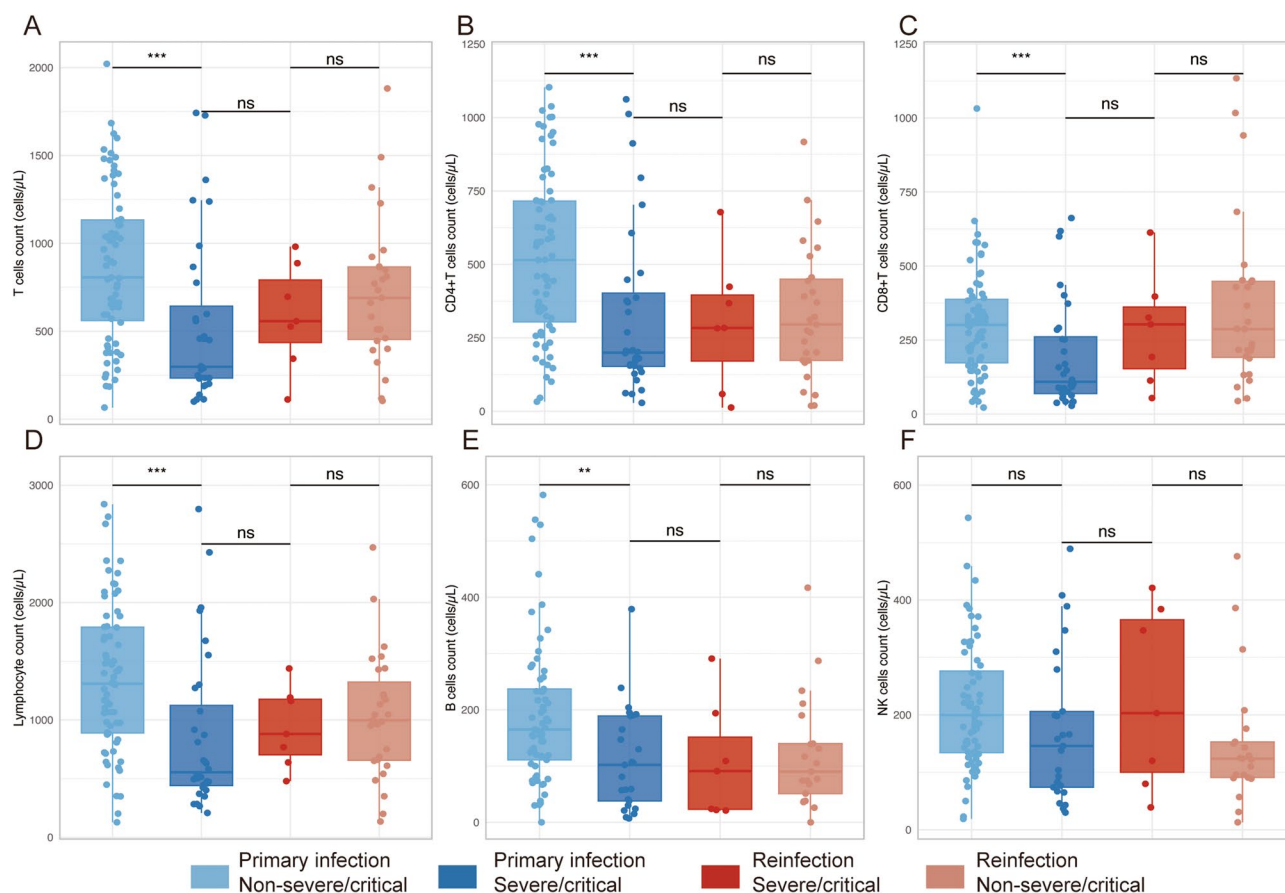 A
B
C
T cells count (cells/μL)
2000
1500
1000
500
0
***
ns
ns
CD4+T cells count (cells/μL)
1250
1000
750
500
250
0
***
ns
ns
CD8+T cells count (cells/μL)
1250
1000
750
500
250
0
***
ns
ns
D
E
F
Lymphocyte count (cells/μL)
3000
2000
1000
0
***
ns
ns
B cells count (cells/μL)
600
400
200
0
**
ns
ns
NK cells count (cells/μL)
600
400
200
0
ns
ns
ns
Primary infection
Non-severe/critical
Primary infection
Severe/critical
Reinfection
Severe/critical
Reinfection
Non-severe/critical